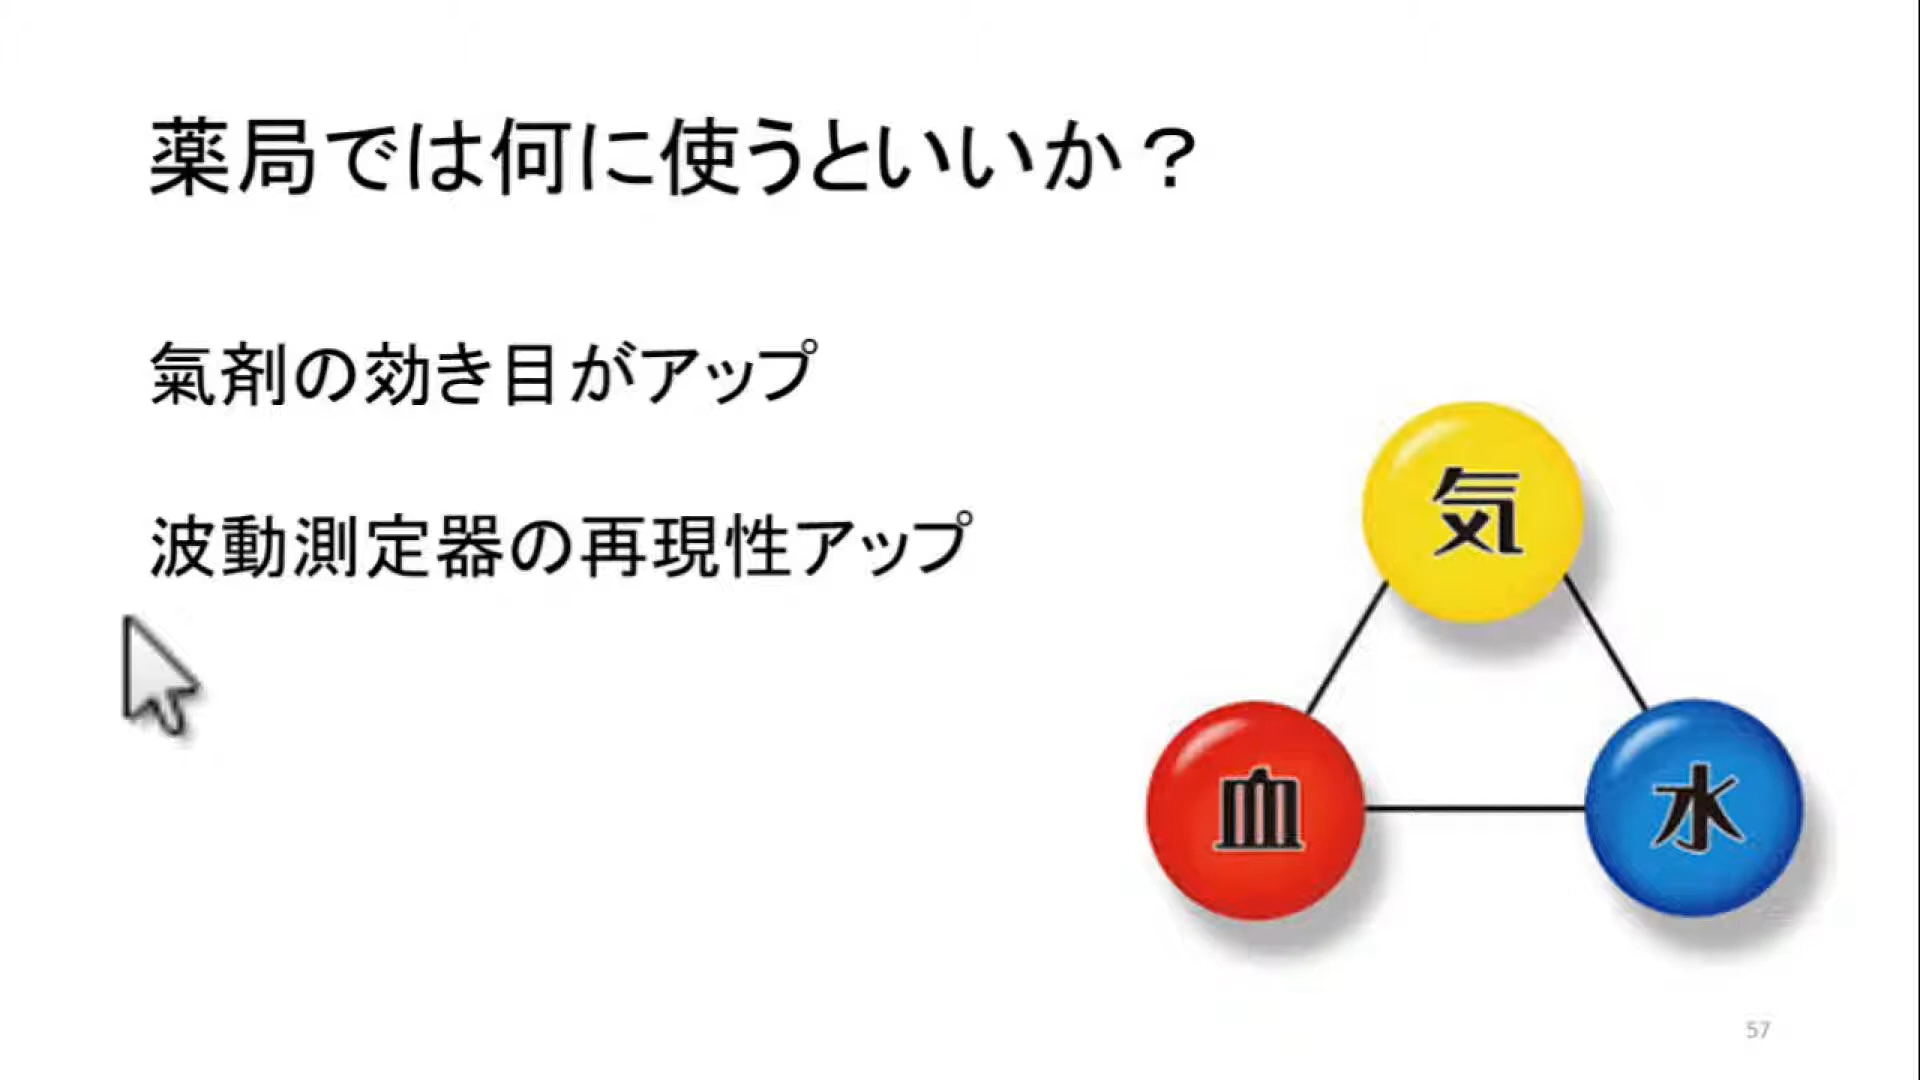 薬局では何に使うといいか？
氣剤の効き目がアップ
波動測定器の再現性アップ
気
血
水
57